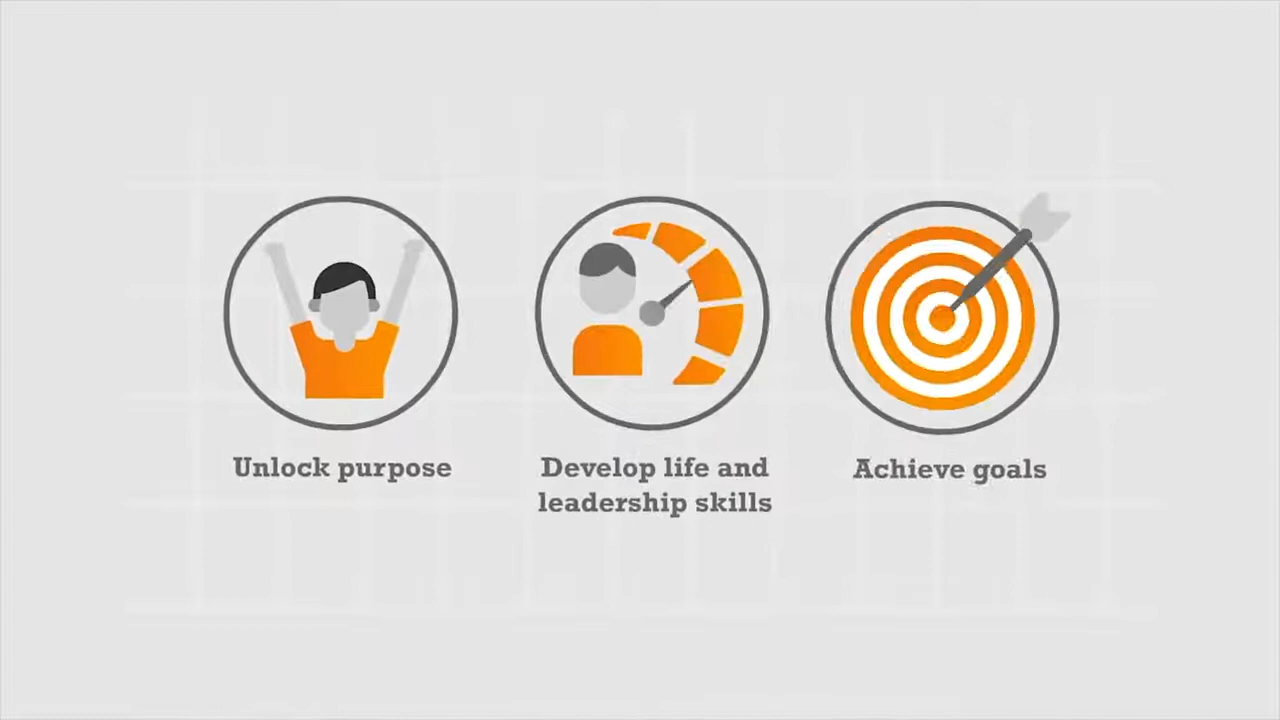 Unlock purpose
Develop life and
leadership skills
Achieve goals